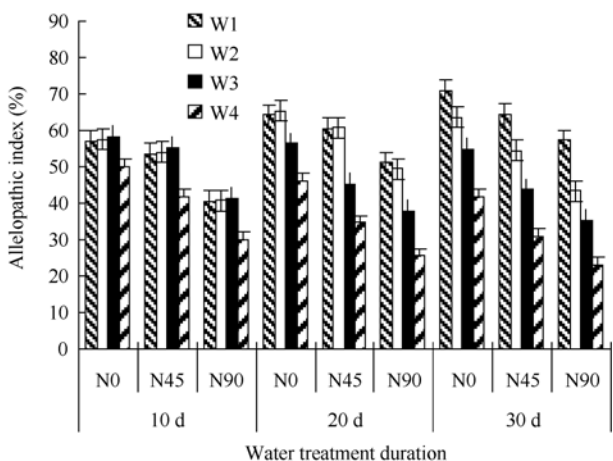 Allelopathic index (%)
90
80
70
60
50
40
30
20
10
0
W1
W2
W3
W4
N0 N45 N90 N0 N45 N90 N0 N45 N90
10 d 20 d 30 d
Water treatment duration